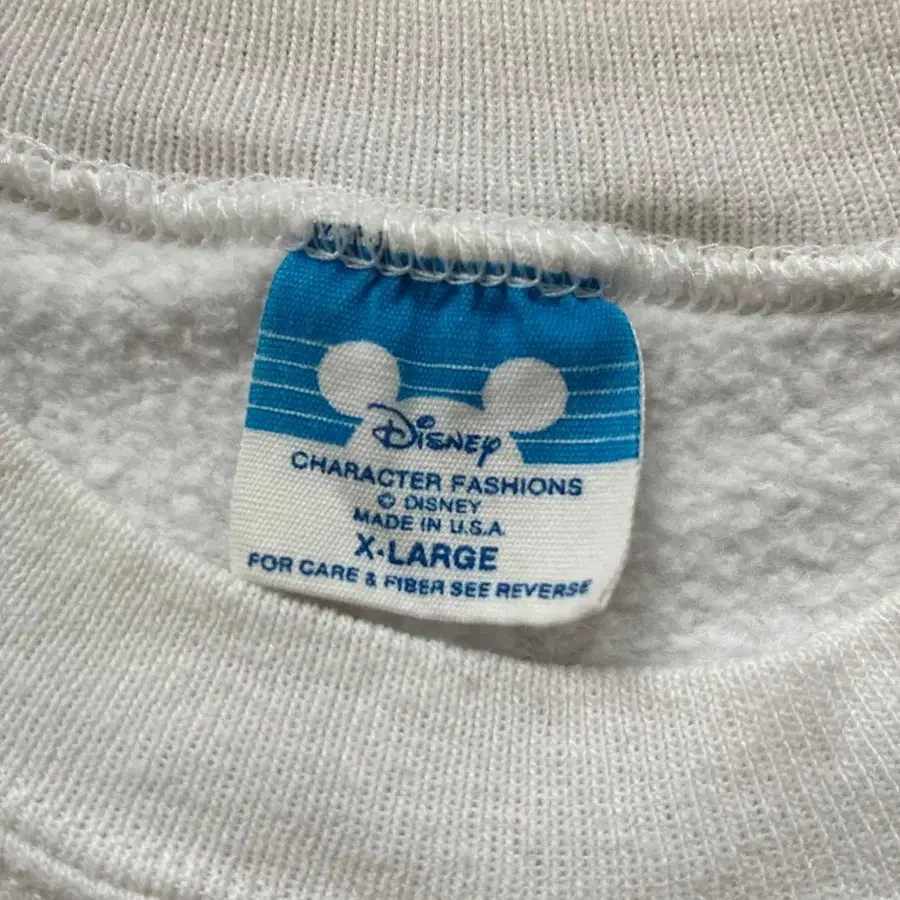 Disney
CHARACTER FASHIONS
© DISNEY
MADE IN U.S.A.
X-LARGE
FOR CARE & FIBER SEE REVERSE